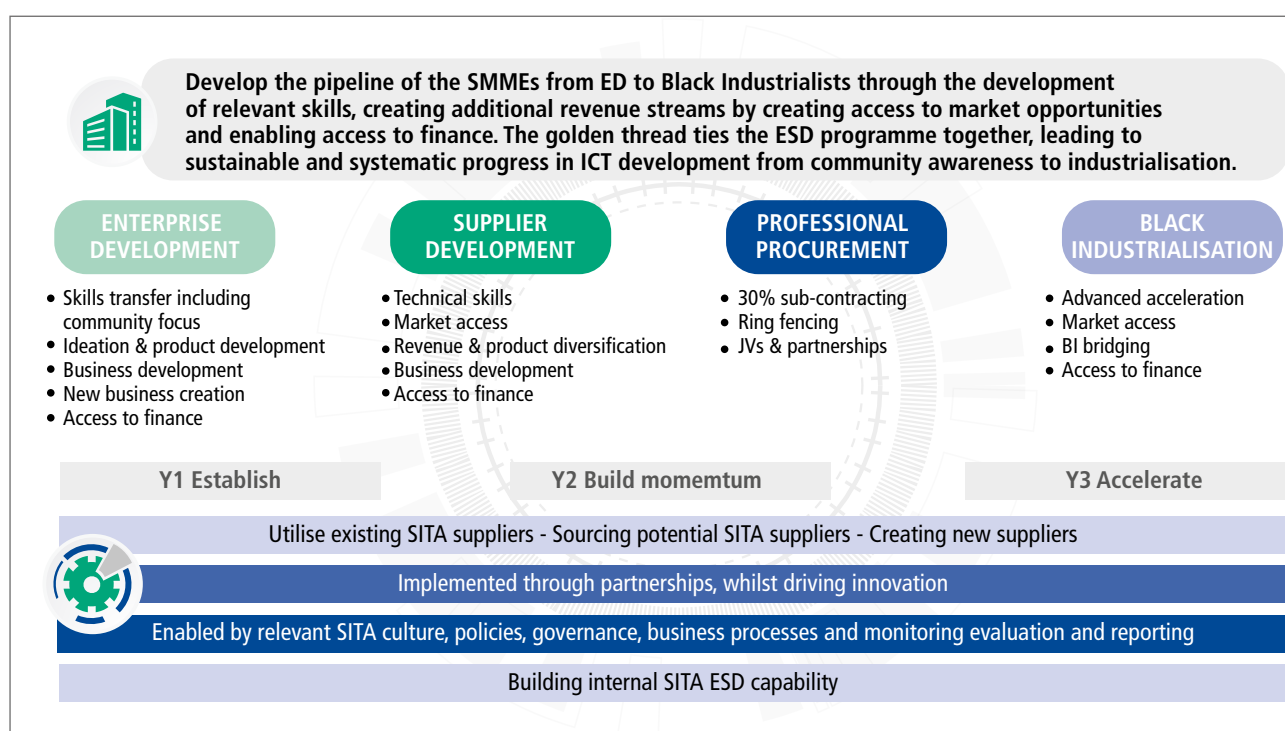 Develop the pipeline of the SMMEs from ED to Black Industrialists through the development
of relevant skills, creating additional revenue streams by creating access to market opportunities
and enabling access to finance. The golden thread ties the ESD programme together, leading to
sustainable and systematic progress in ICT development from community awareness to industrialisation.
ENTERPRISE
DEVELOPMENT
• Skills transfer including
community focus
• Ideation & product development
• Business development
• New business creation
• Access to finance
SUPPLIER
DEVELOPMENT
• Technical skills
• Market access
• Revenue & product diversification
• Business development
• Access to finance
PROFESSIONAL
PROCUREMENT
• 30% sub-contracting
• Ring fencing
• JVs & partnerships
BLACK
INDUSTRIALISATION
• Advanced acceleration
• Market access
• BI bridging
• Access to finance
Y1 Establish
Y2 Build momemtum
Y3 Accelerate
Utilise existing SITA suppliers - Sourcing potential SITA suppliers - Creating new suppliers
Implemented through partnerships, whilst driving innovation
Enabled by relevant SITA culture, policies, governance, business processes and monitoring evaluation and reporting
Building internal SITA ESD capability